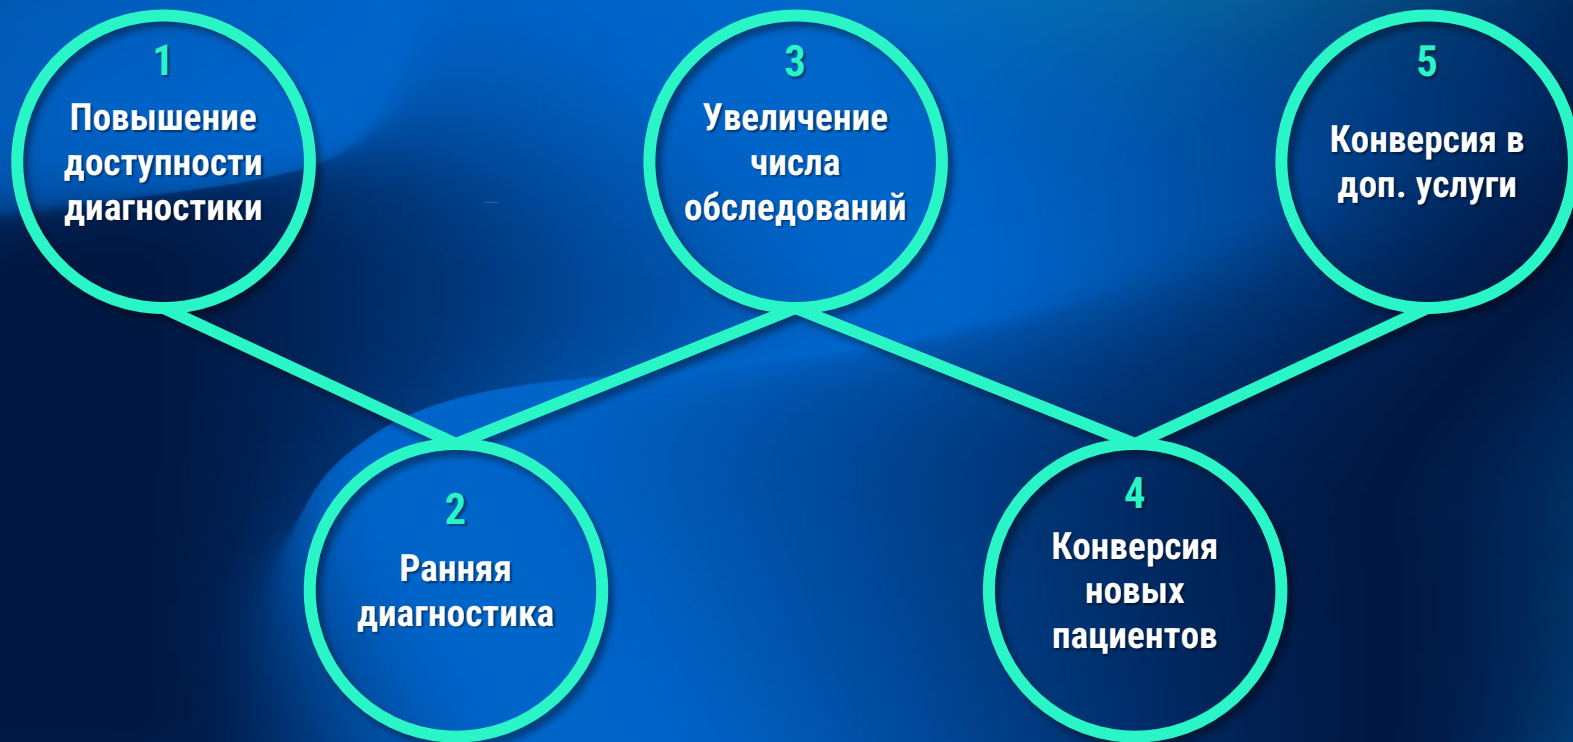 1
Повышение
доступности
диагностики
2
Ранняя
диагностика
3
Увеличение
числа
обследований
4
Конверсия
новых
пациентов
5
Конверсия в
доп. услуги